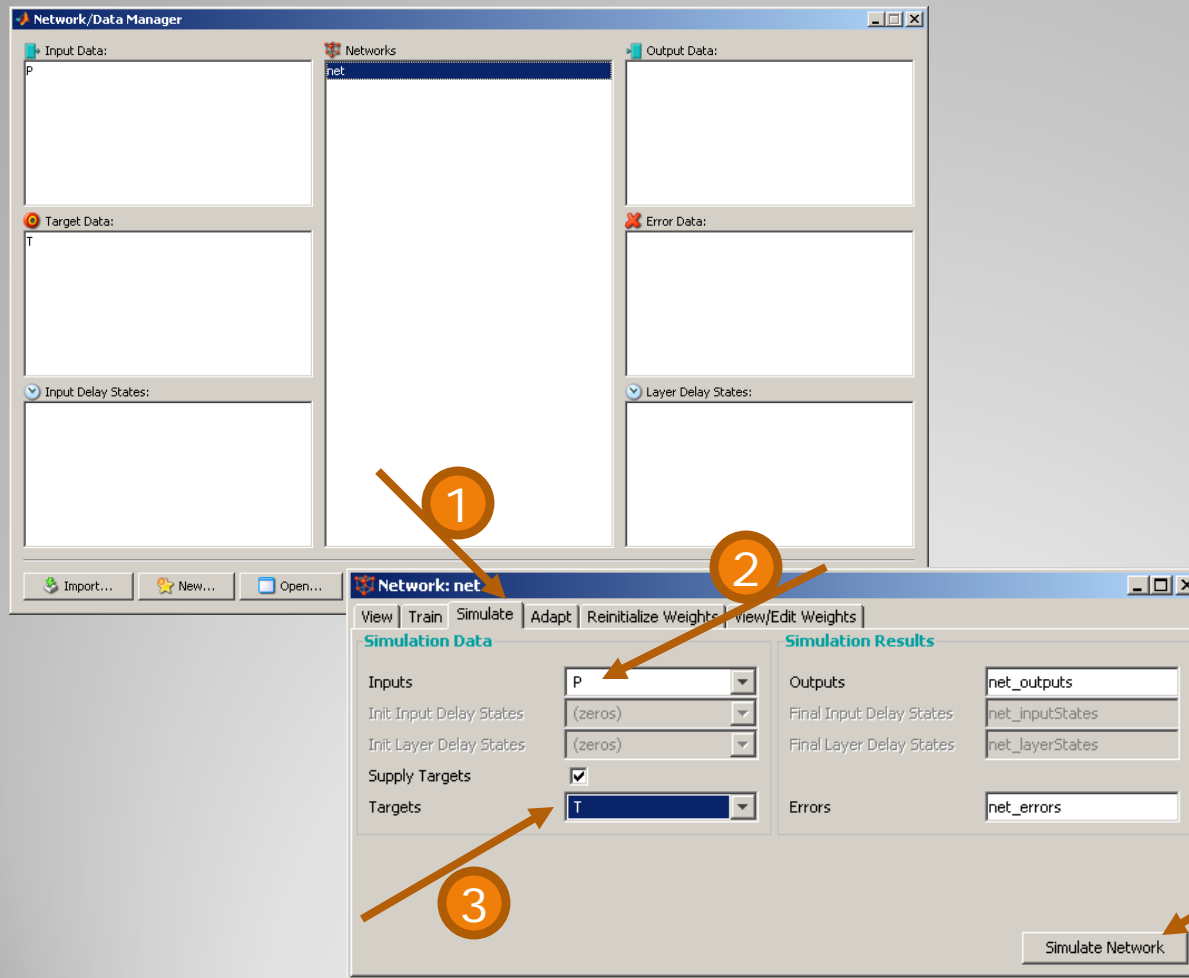 Network/Data Manager
Input Data:
P
Networks
net
Output Data:
Target Data:
T
Error Data:
Input Delay States:
Layer Delay States:
1
2
Import...
New...
Open...
Network: net
View
Train
Simulate
Adapt
Reinitialize Weights
View/Edit Weights
Simulation Data
Simulation Results
Inputs
P
Outputs
net_outputs
Init Input Delay States
(zeros)
Final Input Delay States
net_inputStates
Init Layer Delay States
(zeros)
Final Layer Delay States
net_layerStates
Supply Targets
Targets
T
Errors
net_errors
3
Simulate Network